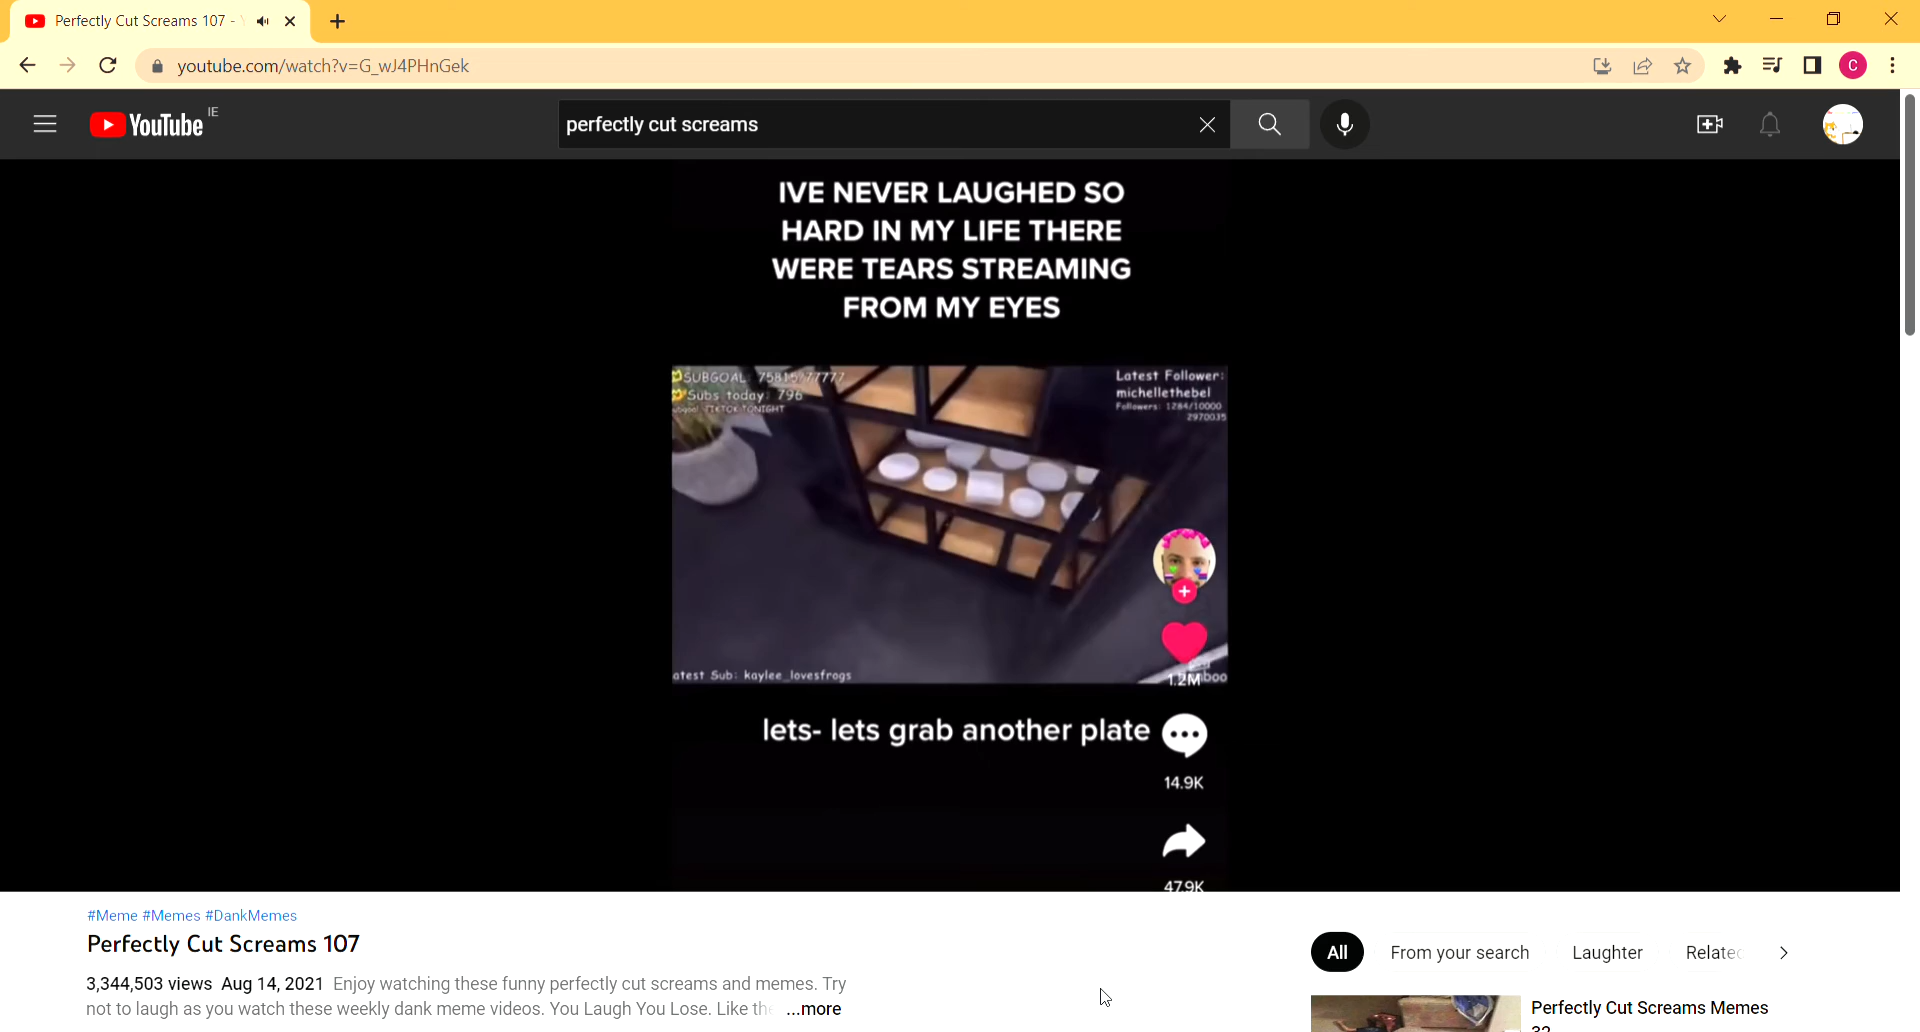 Perfectly Cut Screams 107 -
youtube.com/watch?v=G_wJ4PHnGek
C
YouTube IE
perfectly cut screams
IVE NEVER LAUGHED SO
HARD IN MY LIFE THERE
WERE TEARS STREAMING
FROM MY EYES
SUBGOAL: 75815/77777
Subs today: 796
TIKTOK TONIGHT
Latest Follower:
michellethebel
Followers: 1284/10000
2970035
atest Sub: kaylee_lovesfrogs
1.2M
lets- lets grab another plate
14.9K
47.9K
#Meme #Memes #DankMemes
Perfectly Cut Screams 107
3,344,503 views Aug 14, 2021 Enjoy watching these funny perfectly cut screams and memes. Try
not to laugh as you watch these weekly dank meme videos. You Laugh You Lose. Like the ...more
All
From your search
Laughter
Related
Perfectly Cut Screams Memes
32